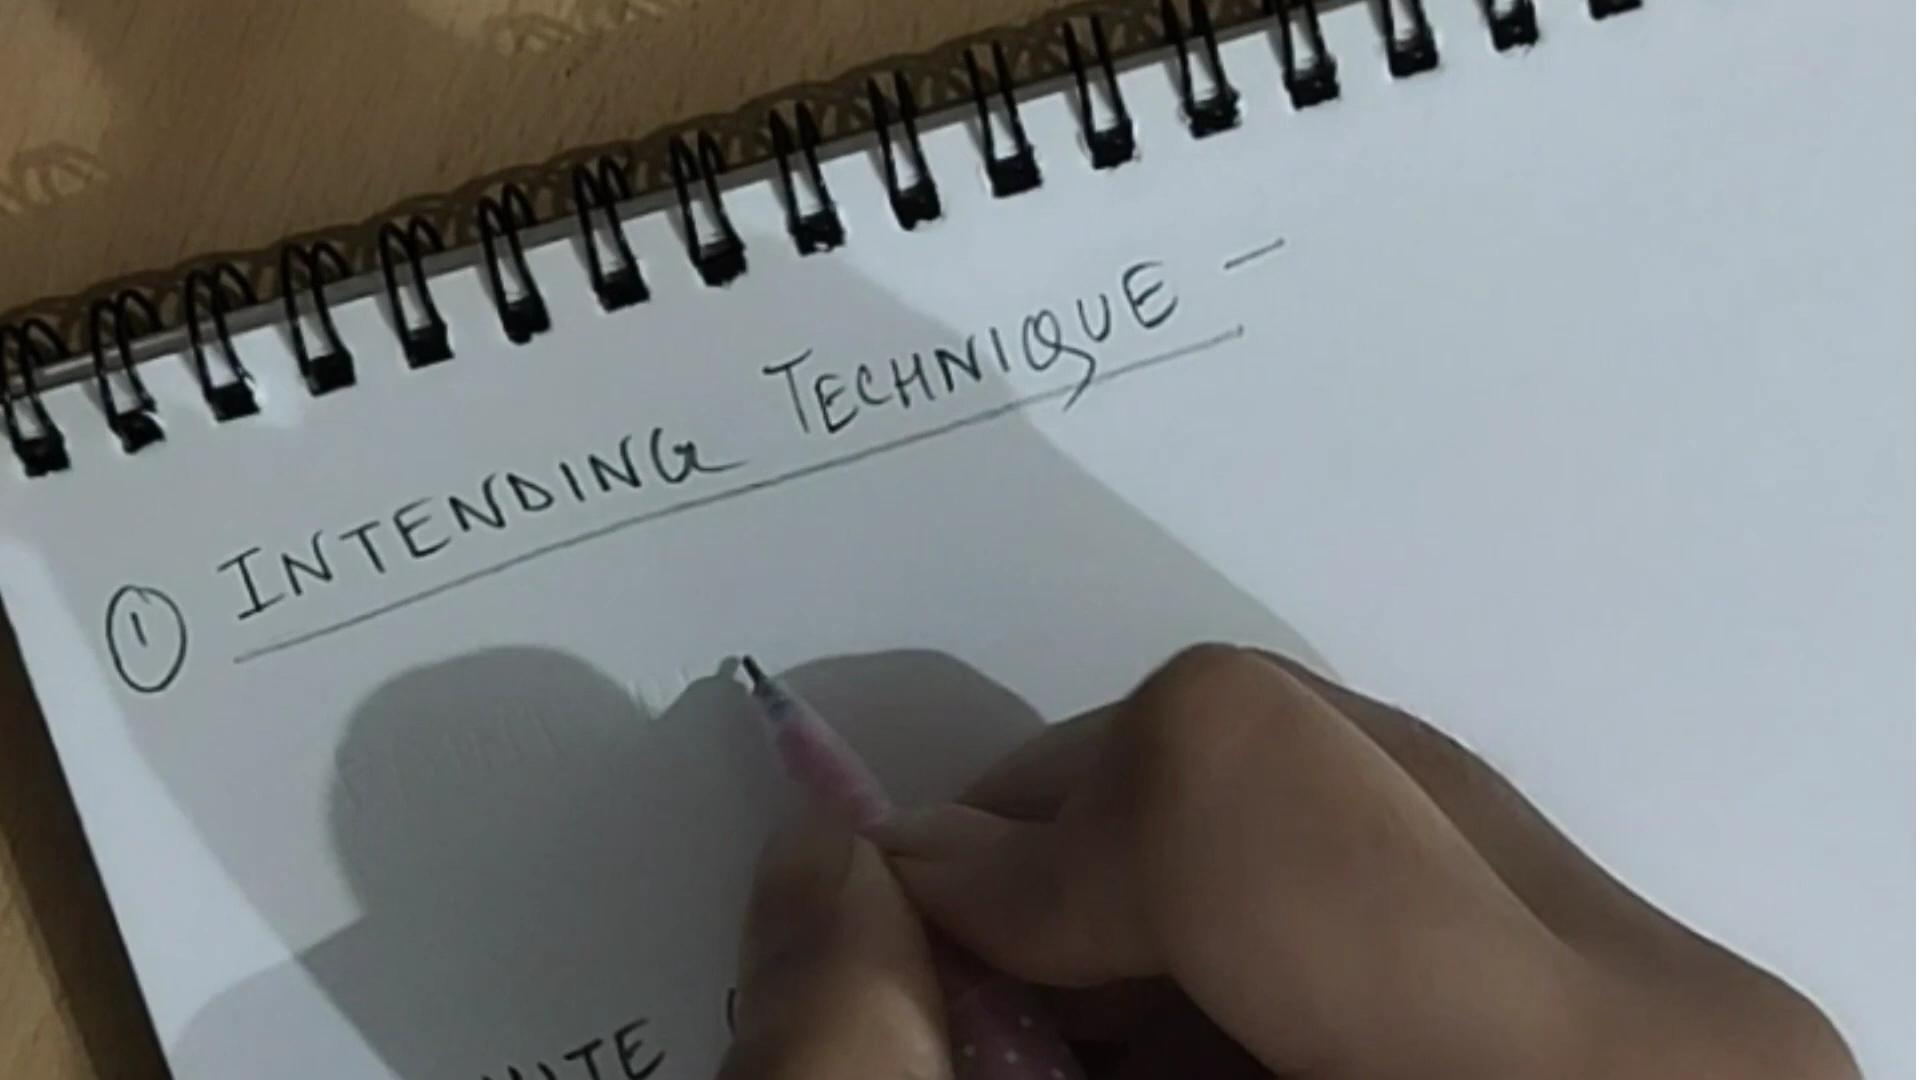 ① INTENDING TECHNIQUE –